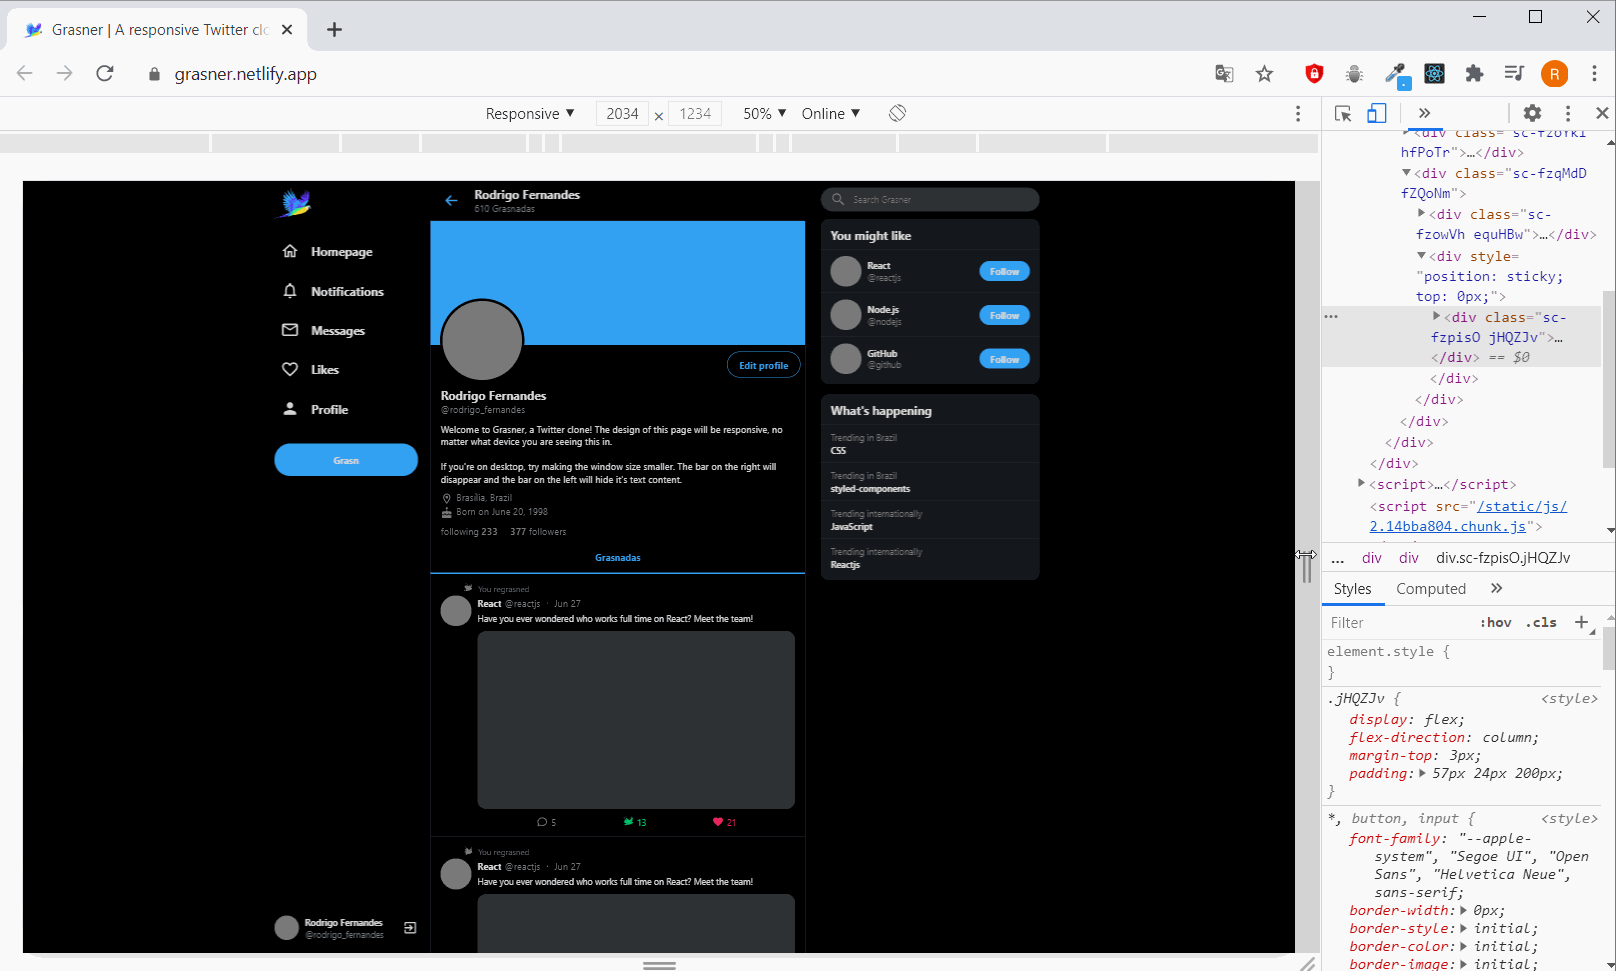 Grasner | A responsive Twitter clo
grasner.netlify.app
R
Responsive ▼ 2034 × 1234 50% ▼ Online ▼
Rodrigo Fernandes
610 Grasnadas
Homepage
Notifications
Messages
Likes
Profile
Grasn
Rodrigo Fernandes
@rodrigo_fernandes
Edit profile
Rodrigo Fernandes
@rodrigo_fernandes
Welcome to Grasner, a Twitter clone! The design of this page will be responsive, no
matter what device you are seeing this in.
If you're on desktop, try making the window size smaller. The bar on the right will
disappear and the bar on the left will hide it's text content.
Brasília, Brazil
Born on June 20, 1998
following 233 377 followers
Grasnadas
You regrasned
React @reactjs · Jun 27
Have you ever wondered who works full time on React? Meet the team!
5 13 21
You regrasned
React @reactjs · Jun 27
Have you ever wondered who works full time on React? Meet the team!
Search Grasner
You might like
React
@reactjs
Follow
Node.js
@nodejs
Follow
GitHub
@github
Follow
What's happening
Trending in Brazil
CSS
Trending in Brazil
styled-components
Trending internationally
JavaScript
Trending internationally
Reactjs
<div class="sc-fzoYkl
hfPoTr">…</div>
<div class="sc-fzqMdD
fZQoNm">
<div class="sc-
fzowVh equHBw">…</div>
<div style=
"position: sticky;
top: 0px;">
<div class="sc-
fzpisO jHQZJv">…
</div> == $0
</div>
</div>
</div>
</div>
</div>
<script>…</script>
<script src="/static/js/
2.14bba804.chunk.js">
... div div div.sc-fzpisO.jHQZJv
Styles Computed
Filter :hov .cls +
element.style {
}
.jHQZJv { <style>
display: flex;
flex-direction: column;
margin-top: 3px;
padding: 57px 24px 200px;
}
*, button, input { <style>
font-family: "--apple-
system", "Segoe UI", "Open
Sans", "Helvetica Neue",
sans-serif;
border-width: 0px;
border-style: initial;
border-color: initial;
border-image: initial;